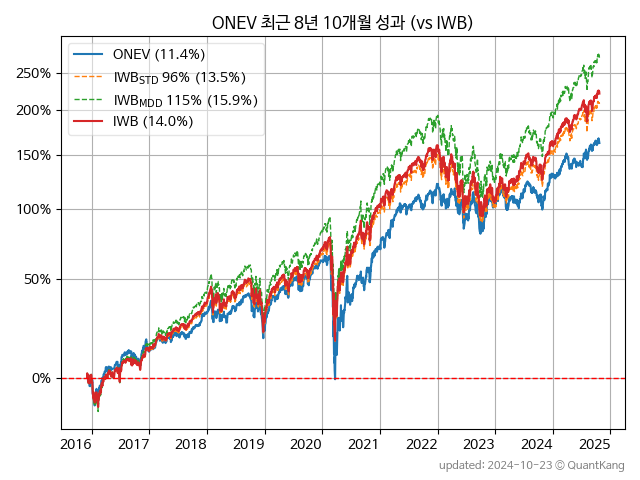 ONEV 최근 8년 10개월 성과 (vs IWB)
ONEV (11.4%)
IWBSTD 96% (13.5%)
IWBMDD 115% (15.9%)
IWB (14.0%)
250%
200%
150%
100%
50%
0%
2016 2017 2018 2019 2020 2021 2022 2023 2024 2025
updated: 2024-10-23 © QuantKang